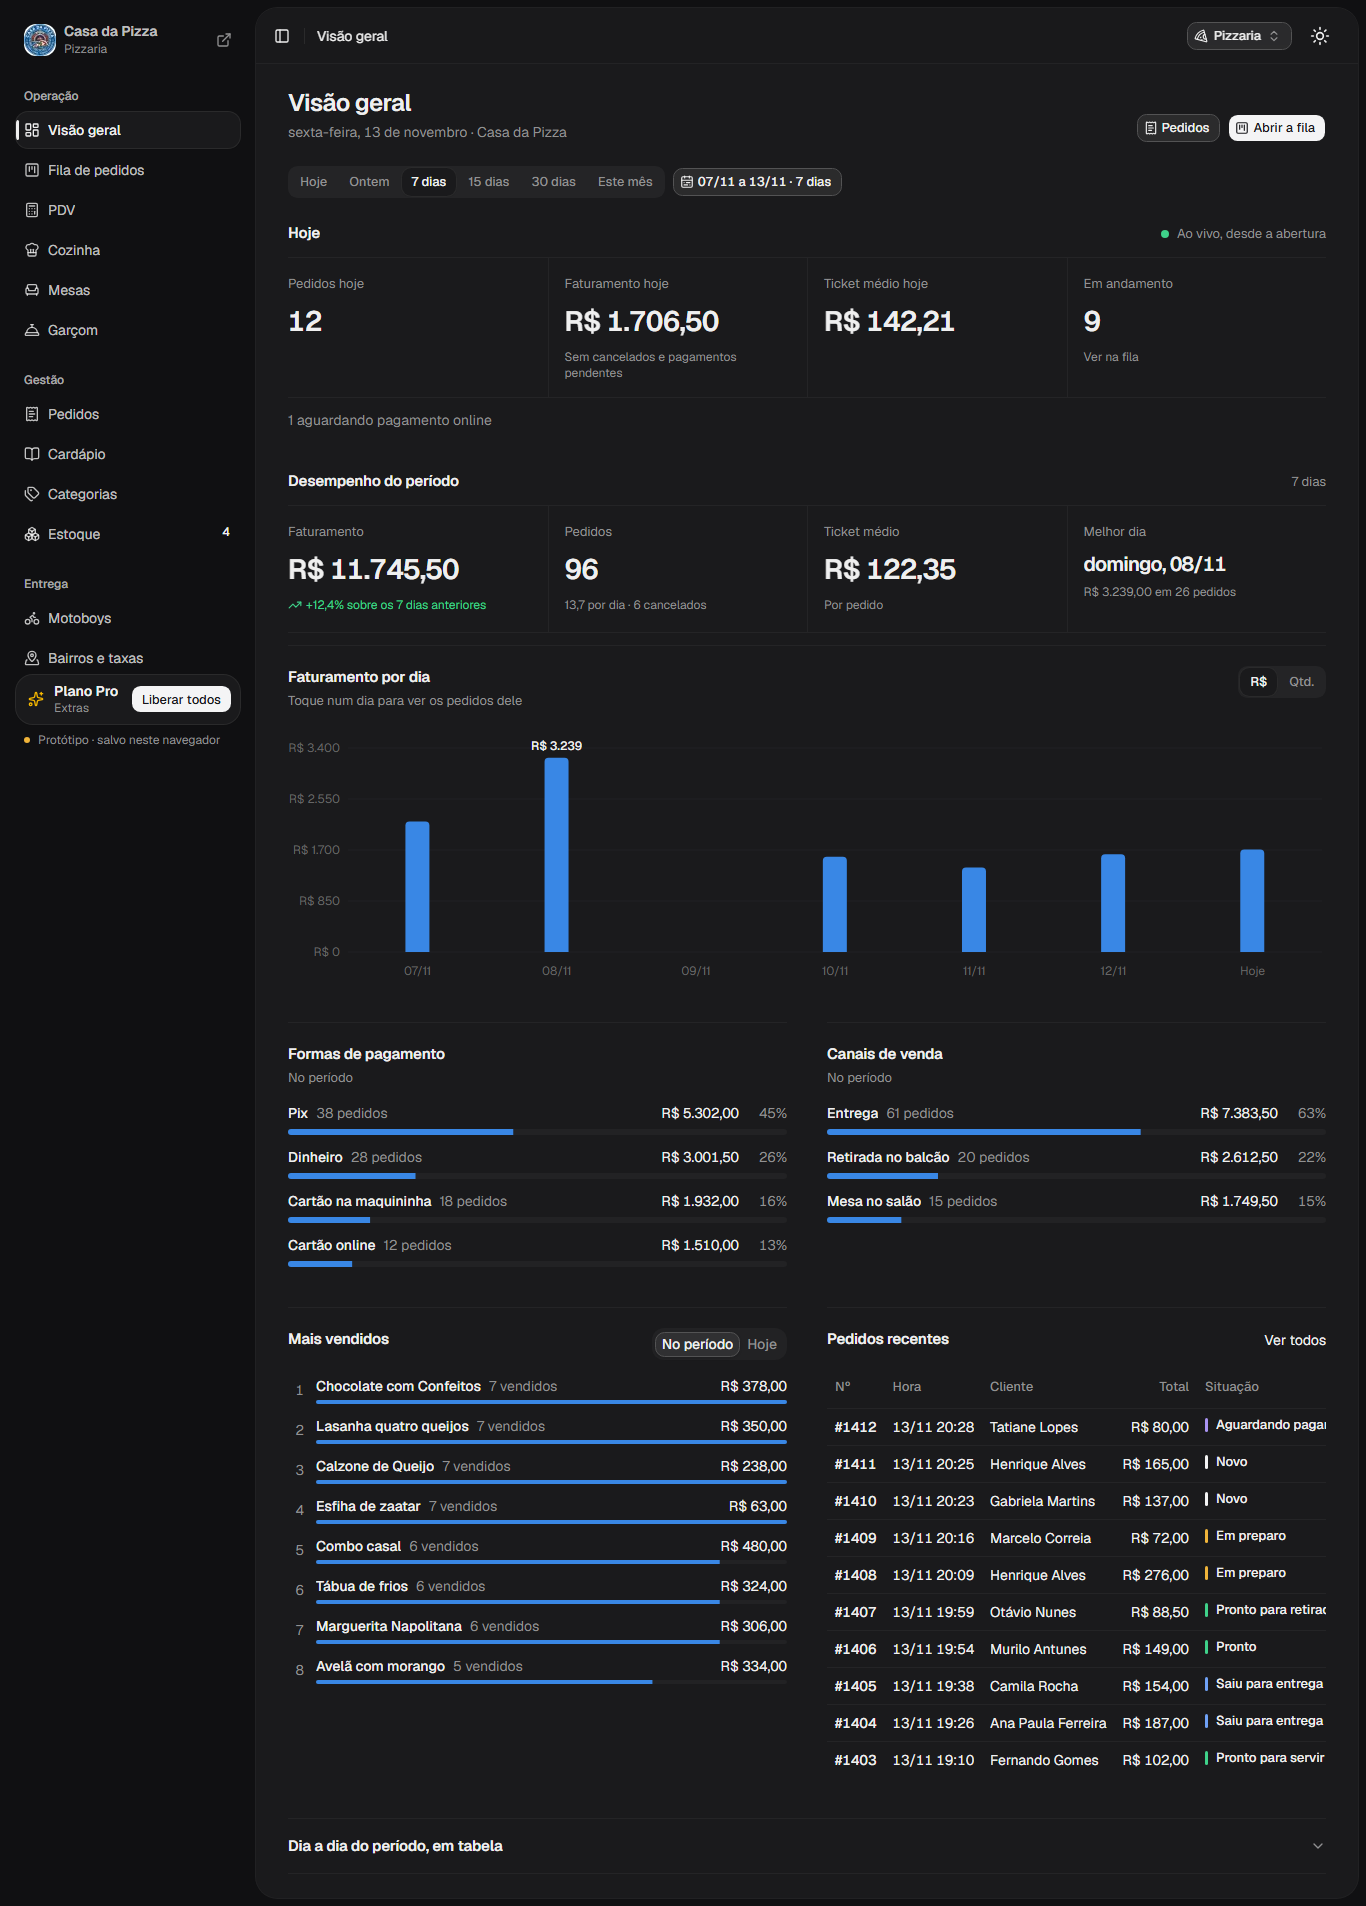 Casa da Pizza
Pizzaria
Operação
Visão geral
Fila de pedidos
PDV
Cozinha
Mesas
Garçom
Gestão
Pedidos
Cardápio
Categorias
Estoque 4
Entrega
Motoboys
Bairros e taxas
Plano Pro
Extras
Liberar todos
Protótipo · salvo neste navegador
Visão geral
Pizzaria
Visão geral
sexta-feira, 13 de novembro · Casa da Pizza
Pedidos
Abrir a fila
Hoje Ontem 7 dias 15 dias 30 dias Este mês
07/11 a 13/11 · 7 dias
Hoje
Ao vivo, desde a abertura
Pedidos hoje
12
Faturamento hoje
R$ 1.706,50
Sem cancelados e pagamentos
pendentes
Ticket médio hoje
R$ 142,21
Em andamento
9
Ver na fila
1 aguardando pagamento online
Desempenho do período
7 dias
Faturamento
R$ 11.745,50
+12,4% sobre os 7 dias anteriores
Pedidos
96
13,7 por dia · 6 cancelados
Ticket médio
R$ 122,35
Por pedido
Melhor dia
domingo, 08/11
R$ 3.239,00 em 26 pedidos
Faturamento por dia
Toque num dia para ver os pedidos dele
R$ Qtd.
R$ 3.239
R$ 3.400
R$ 2.550
R$ 1.700
R$ 850
R$ 0
07/11 08/11 09/11 10/11 11/11 12/11 Hoje
Formas de pagamento
No período
Pix 38 pedidos R$ 5.302,00 45%
Dinheiro 28 pedidos R$ 3.001,50 26%
Cartão na maquininha 18 pedidos R$ 1.932,00 16%
Cartão online 12 pedidos R$ 1.510,00 13%
Canais de venda
No período
Entrega 61 pedidos R$ 7.383,50 63%
Retirada no balcão 20 pedidos R$ 2.612,50 22%
Mesa no salão 15 pedidos R$ 1.749,50 15%
Mais vendidos
No período Hoje
1 Chocolate com Confeitos 7 vendidos R$ 378,00
2 Lasanha quatro queijos 7 vendidos R$ 350,00
3 Calzone de Queijo 7 vendidos R$ 238,00
4 Esfiha de zaatar 7 vendidos R$ 63,00
5 Combo casal 6 vendidos R$ 480,00
6 Tábua de frios 6 vendidos R$ 324,00
7 Marguerita Napolitana 6 vendidos R$ 306,00
8 Avelã com morango 5 vendidos R$ 334,00
Pedidos recentes
Ver todos
Nº Hora Cliente Total Situação
#1412 13/11 20:28 Tatiane Lopes R$ 80,00 Aguardando pagar
#1411 13/11 20:25 Henrique Alves R$ 165,00 Novo
#1410 13/11 20:23 Gabriela Martins R$ 137,00 Novo
#1409 13/11 20:16 Marcelo Correia R$ 72,00 Em preparo
#1408 13/11 20:09 Henrique Alves R$ 276,00 Em preparo
#1407 13/11 19:59 Otávio Nunes R$ 88,50 Pronto para retirac
#1406 13/11 19:54 Murilo Antunes R$ 149,00 Pronto
#1405 13/11 19:38 Camila Rocha R$ 154,00 Saiu para entrega
#1404 13/11 19:26 Ana Paula Ferreira R$ 187,00 Saiu para entrega
#1403 13/11 19:10 Fernando Gomes R$ 102,00 Pronto para servir
Dia a dia do período, em tabela